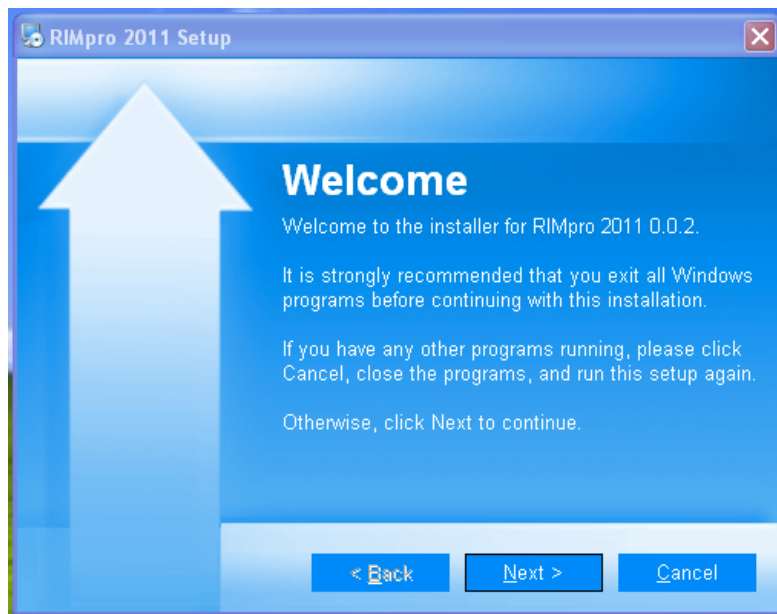 RIMpro 2011 Setup
Welcome
Welcome to the installer for RIMpro 2011 0.0.2.
It is strongly recommended that you exit all Windows
programs before continuing with this installation.
If you have any other programs running, please click
Cancel, close the programs, and run this setup again.
Otherwise, click Next to continue.
< Back Next > Cancel